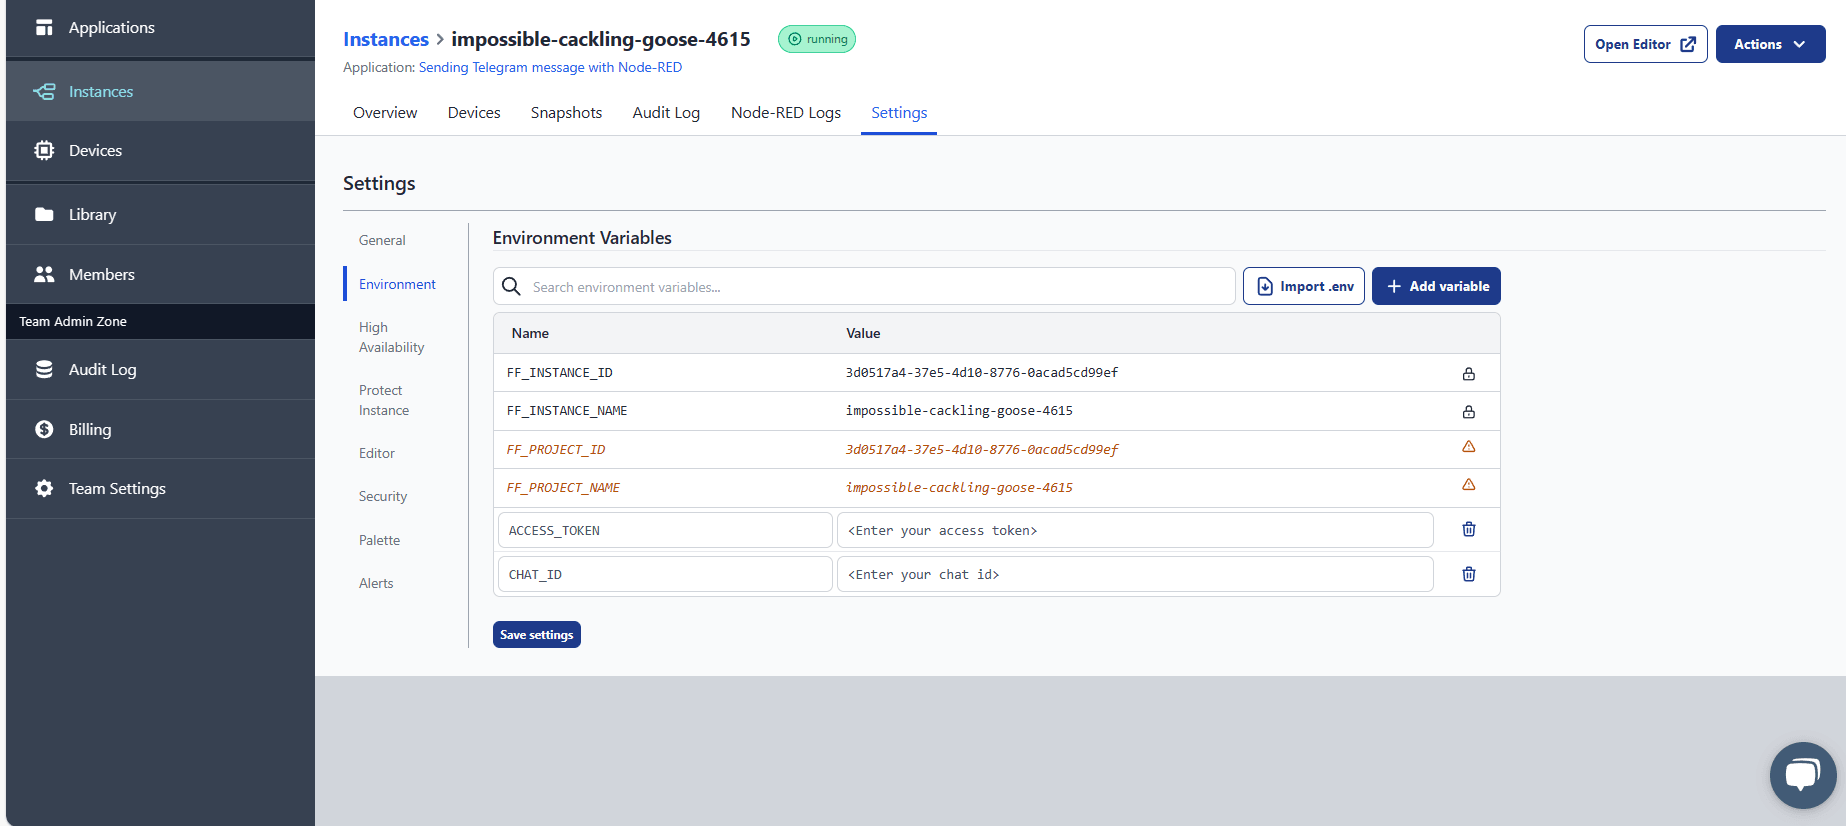 Applications
Instances
Devices
Library
Members
Team Admin Zone
Audit Log
Billing
Team Settings
Instances > impossible-cackling-goose-4615 running
Application: Sending Telegram message with Node-RED
Open Editor Actions
Overview Devices Snapshots Audit Log Node-RED Logs Settings
Settings
General
Environment
High
Availability
Protect
Instance
Editor
Security
Palette
Alerts
Environment Variables
Search environment variables... Import .env + Add variable
Name Value
FF_INSTANCE_ID 3d0517a4-37e5-4d10-8776-0acad5cd99ef
FF_INSTANCE_NAME impossible-cackling-goose-4615
FF_PROJECT_ID 3d0517a4-37e5-4d10-8776-0acad5cd99ef
FF_PROJECT_NAME impossible-cackling-goose-4615
ACCESS_TOKEN <Enter your access token>
CHAT_ID <Enter your chat id>
Save settings